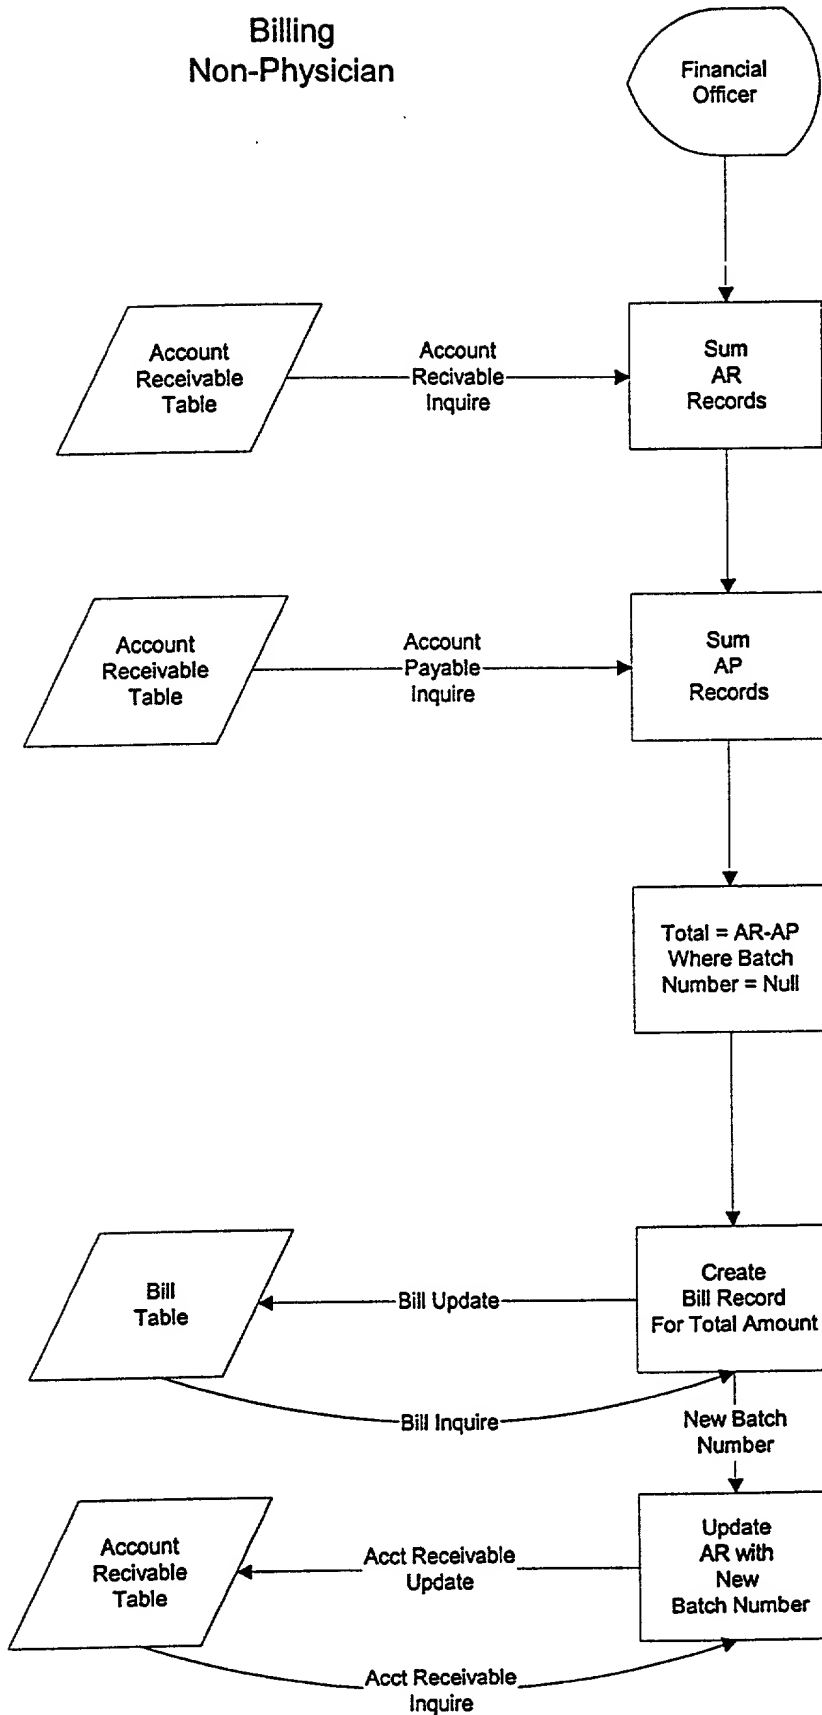 Billing
Non-Physician
Financial
Officer
Account
Receivable
Table
Account
Recivable
Inquire
Sum
AR
Records
Account
Receivable
Table
Account
Payable
Inquire
Sum
AP
Records
Total = AR-AP
Where Batch
Number = Null
Bill
Table
Bill Update
Create
Bill Record
For Total Amount
Bill Inquire
New Batch
Number
Account
Recivable
Table
Acct Receivable
Update
Update
AR with
New
Batch Number
Acct Receivable
Inquire